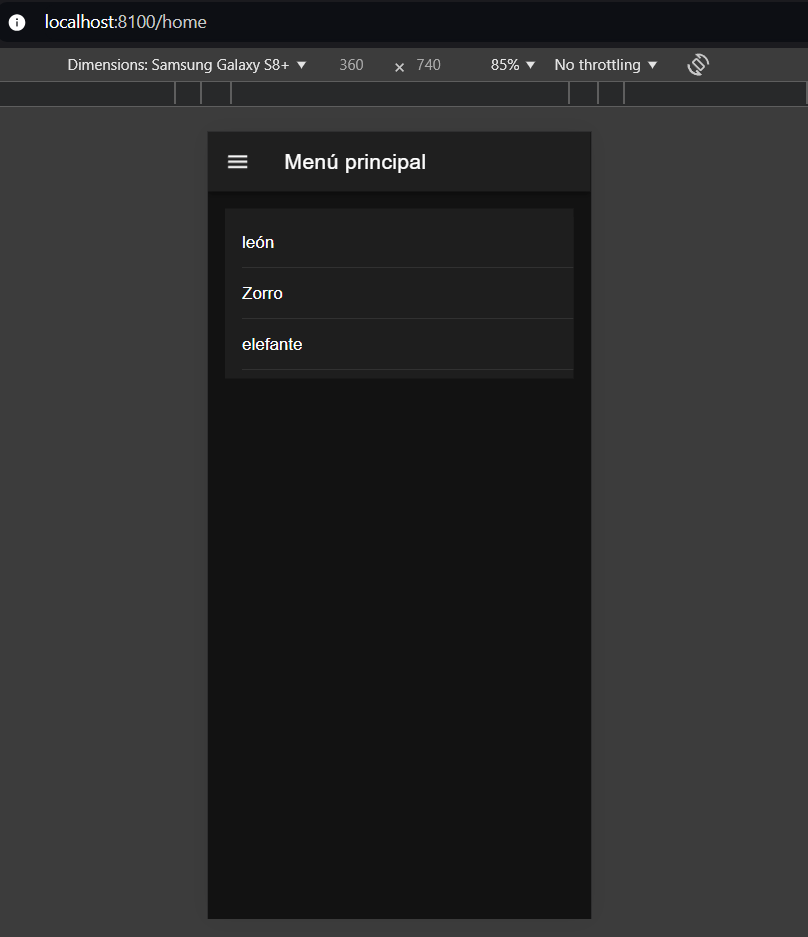 localhost:8100/home
Dimensions: Samsung Galaxy S8+ ▼ 360 × 740 85% ▼ No throttling ▼
Menú principal
león
Zorro
elefante